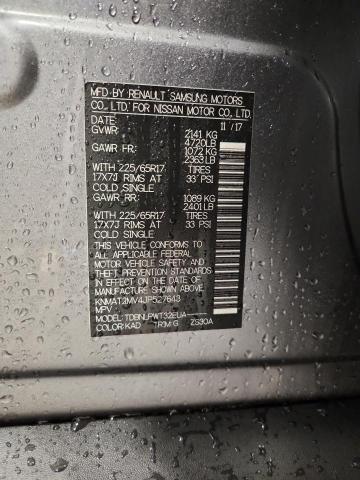 MFD BY RENAULT SAMSUNG MOTORS
CO., LTD. FOR NISSAN MOTOR CO., LTD.
DATE: 11/17
GVWR: 2141 KG
4720LB
GAWR FR: 1072 KG
2363 LB
WITH 225/65R17 TIRES
17X7J RIMS AT 33 PSI
COLD SINGLE
GAWR RR: 1089 KG
2401 LB
WITH 225/65R17 TIRES
17X7J RIMS AT 33 PSI
COLD SINGLE
THIS VEHICLE CONFORMS TO ALL
APPLICABLE FEDERAL MOTOR VEHICLE
SAFETY, BUMPER, AND
THEFT PREVENTION STANDARDS
IN EFFECT ON THE DATE OF
MANUFACTURE SHOWN ABOVE.
KNMAT2MV4JP527643
MPV
MODEL: TDBNLPWT32EUA
COLOR:KAD TRIM:G ZS30A